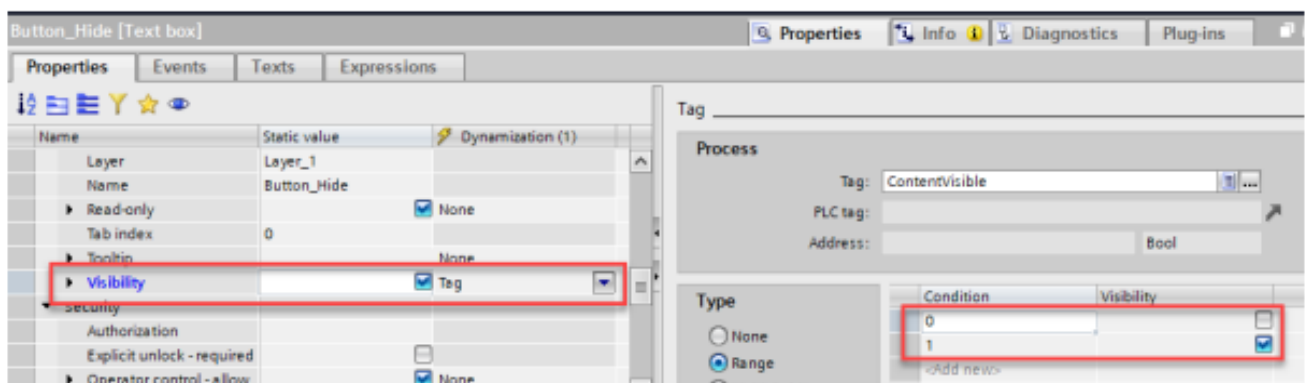 Button_Hide [Text box]
Properties Info Diagnostics Plug-ins
Properties Events Texts Expressions
Name Static value Dynamization (1)
Layer Layer_1
Name Button_Hide
Read-only None
Tab index 0
Tooltip None
Visibility Tag
Security
Authorization
Explicit unlock - required
Operator control - allow None
Tag
Process
Tag: ContentVisible ...
PLC tag:
Address: Bool
Type
None
Range
Condition Visibility
0
1
<Add new>